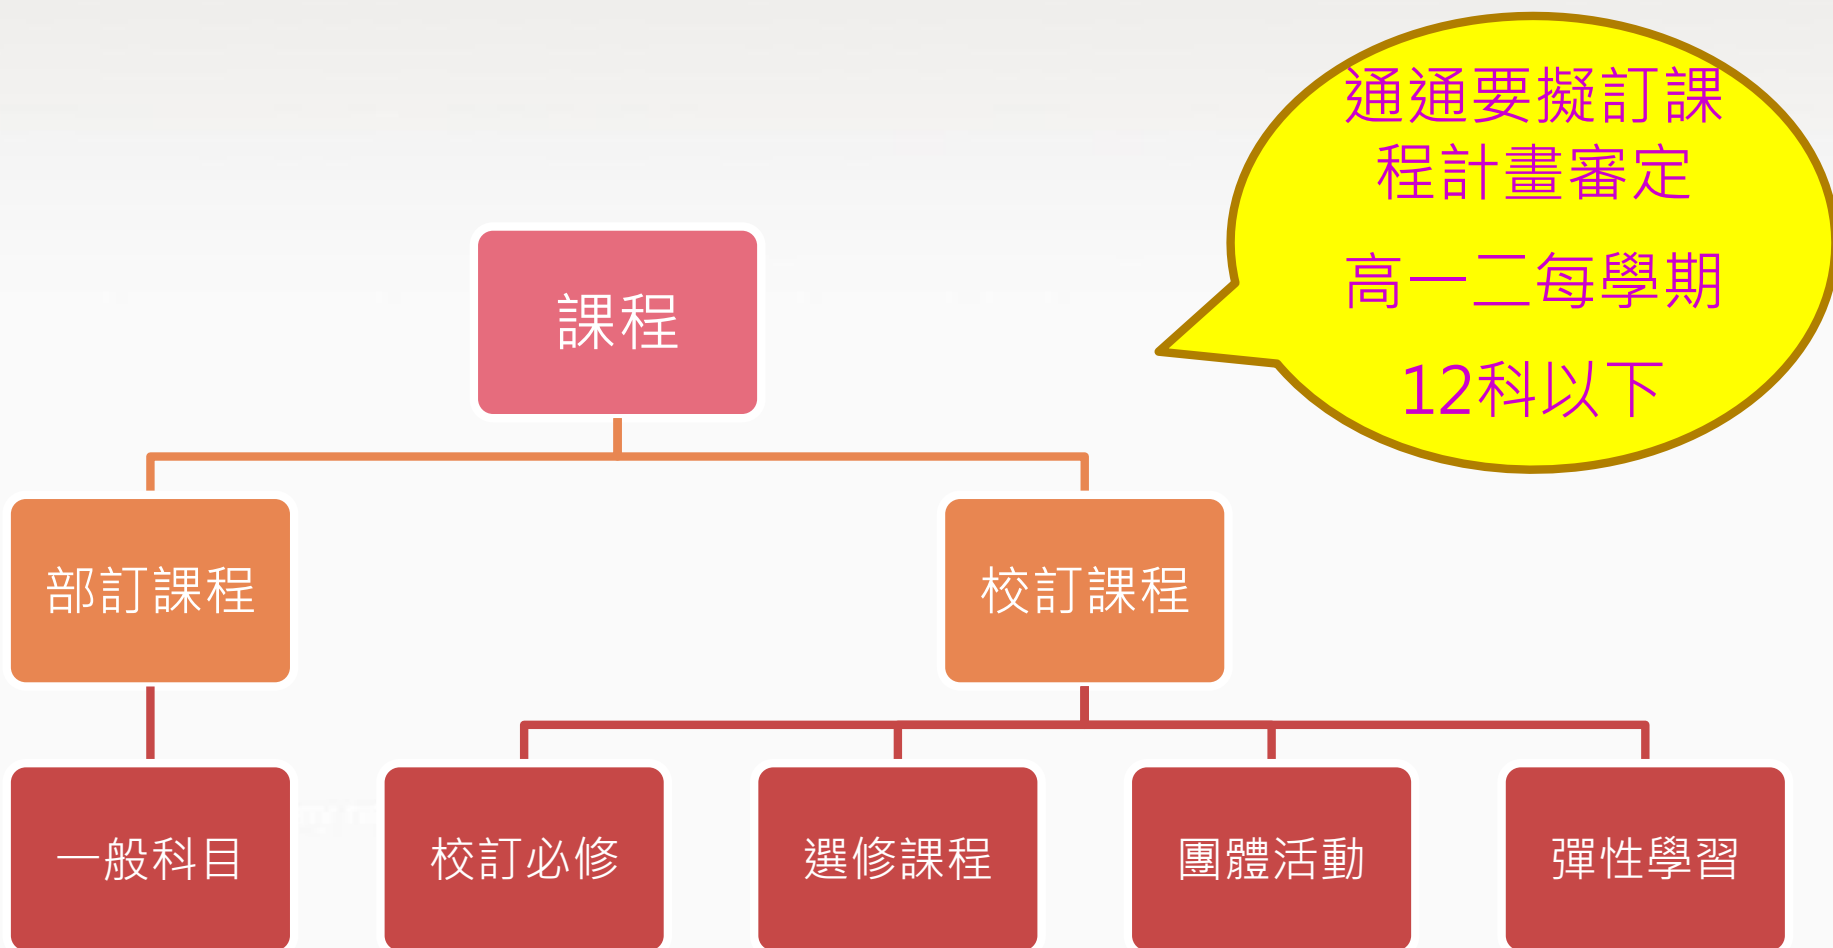 通通要擬訂課
程計畫審定
高一二每學期
12科以下
課程
部訂課程
校訂課程
一般科目
校訂必修
選修課程
團體活動
彈性學習